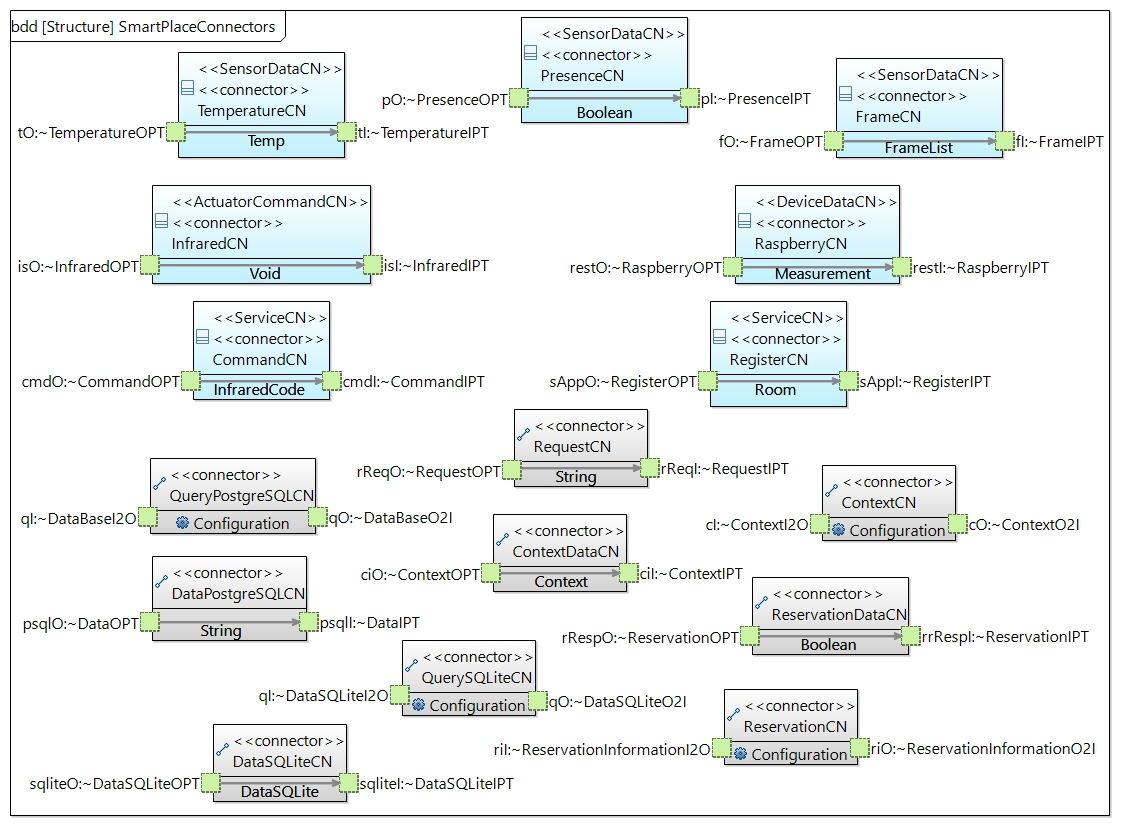 bdd [Structure] SmartPlaceConnectors
<<SensorDataCN>>
<<connector>>
TemperatureCN
tO:~TemperatureOPT
tI:~TemperatureIPT
Temp
<<SensorDataCN>>
<<connector>>
PresenceCN
pO:~PresenceOPT
pI:~PresenceIPT
Boolean
<<SensorDataCN>>
<<connector>>
FrameCN
fO:~FrameOPT
fI:~FrameIPT
FrameList
<<ActuatorCommandCN>>
<<connector>>
InfraredCN
isO:~InfraredOPT
isI:~InfraredIPT
Void
<<DeviceDataCN>>
<<connector>>
RaspberryCN
restO:~RaspberryOPT
restI:~RaspberryIPT
Measurement
<<ServiceCN>>
<<connector>>
CommandCN
cmdO:~CommandOPT
cmdI:~CommandIPT
InfraredCode
<<ServiceCN>>
<<connector>>
RegisterCN
sAppO:~RegisterOPT
sAppI:~RegisterIPT
Room
<<connector>>
RequestCN
rReqO:~RequestOPT
rReqI:~RequestIPT
String
<<connector>>
QueryPostgreSQLCN
qI:~DataBaseI2O
qO:~DataBaseO2I
Configuration
<<connector>>
ContextCN
cI:~ContextI2O
cO:~ContextO2I
Configuration
<<connector>>
ContextDataCN
ciO:~ContextOPT
ciI:~ContextIPT
Context
<<connector>>
DataPostgreSQLCN
psqlO:~DataOPT
psqlI:~DataIPT
String
<<connector>>
ReservationDataCN
rRespO:~ReservationOPT
rrRespI:~ReservationIPT
Boolean
<<connector>>
QuerySQLiteCN
qI:~DataSQLiteI2O
qO:~DataSQLiteO2I
Configuration
<<connector>>
ReservationCN
riI:~ReservationInformationI2O
riO:~ReservationInformationO2I
Configuration
<<connector>>
DataSQLiteCN
sqliteO:~DataSQLiteOPT
sqliteI:~DataSQLiteIPT
DataSQLite